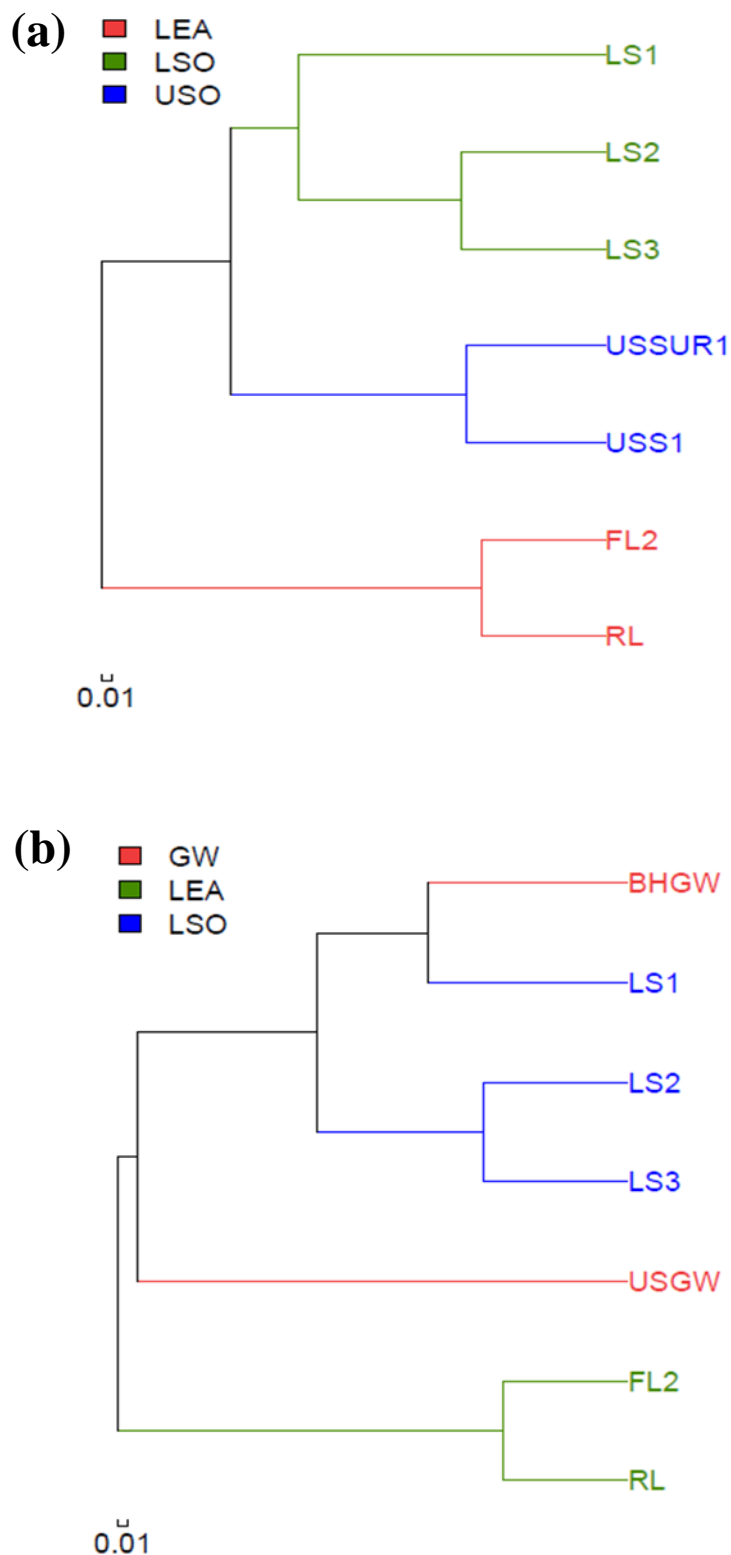 (a)
LEA
LSO
USO
LS1
LS2
LS3
USSUR1
USS1
FL2
RL
0.01
(b)
GW
LEA
LSO
BHGW
LS1
LS2
LS3
USGW
FL2
RL
0.01